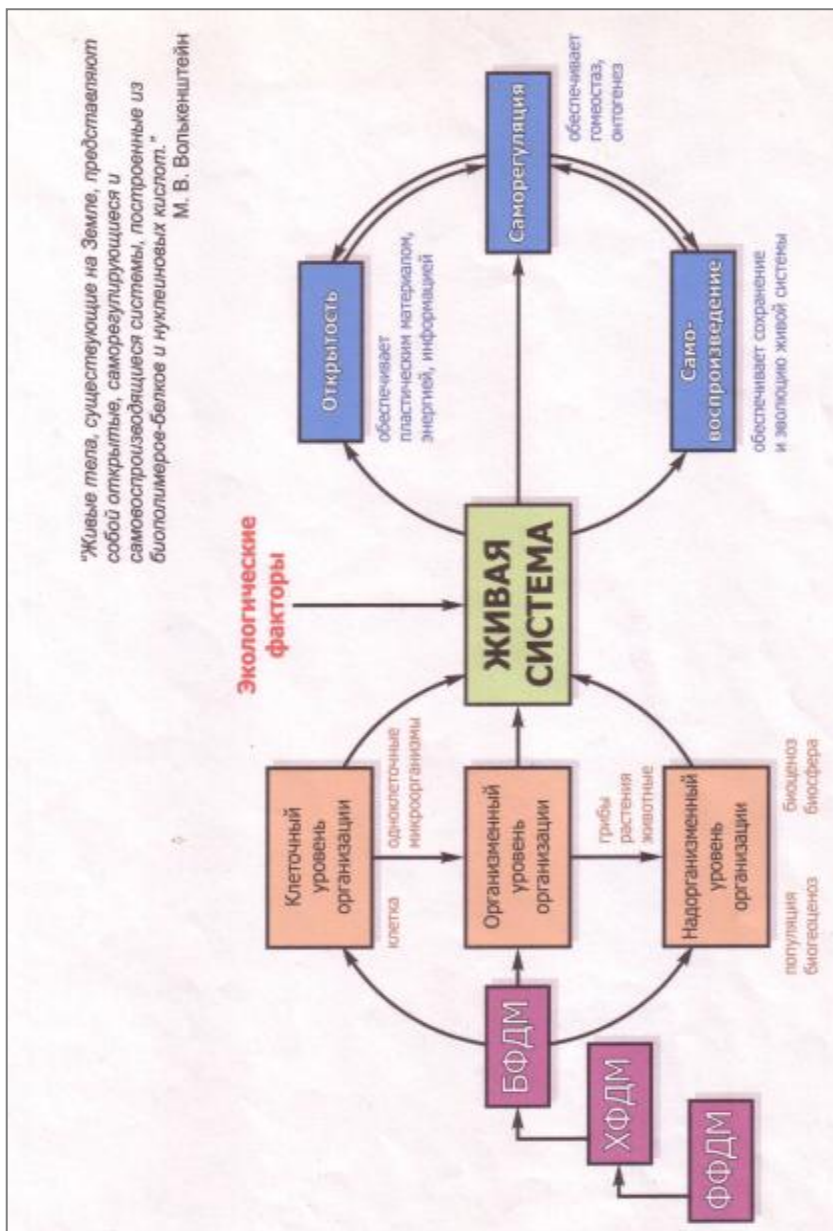 "Живые тела, существующие на Земле, представляют
собой открытые, саморегулирующиеся и
самовоспроизводящиеся системы, построенные из
биополимеров-белков и нуклеиновых кислот."
М. В. Волькенштейн
Экологические
факторы
ФФДМ
ХФДМ
БФДМ
Клеточный
уровень
организации
клетка
одноклеточные
микроорганизмы
Организменный
уровень
организации
грибы
растения
животные
Надорганизменный
уровень
организации
популяция
биогеоценоз
биоценоз
биосфера
ЖИВАЯ
СИСТЕМА
Открытость
обеспечивает
пластическим материалом,
энергией, информацией
Саморегуляция
обеспечивает
гомеостаз,
онтогенез
Само-
воспроизведение
обеспечивает сохранение
и эволюцию живой системы